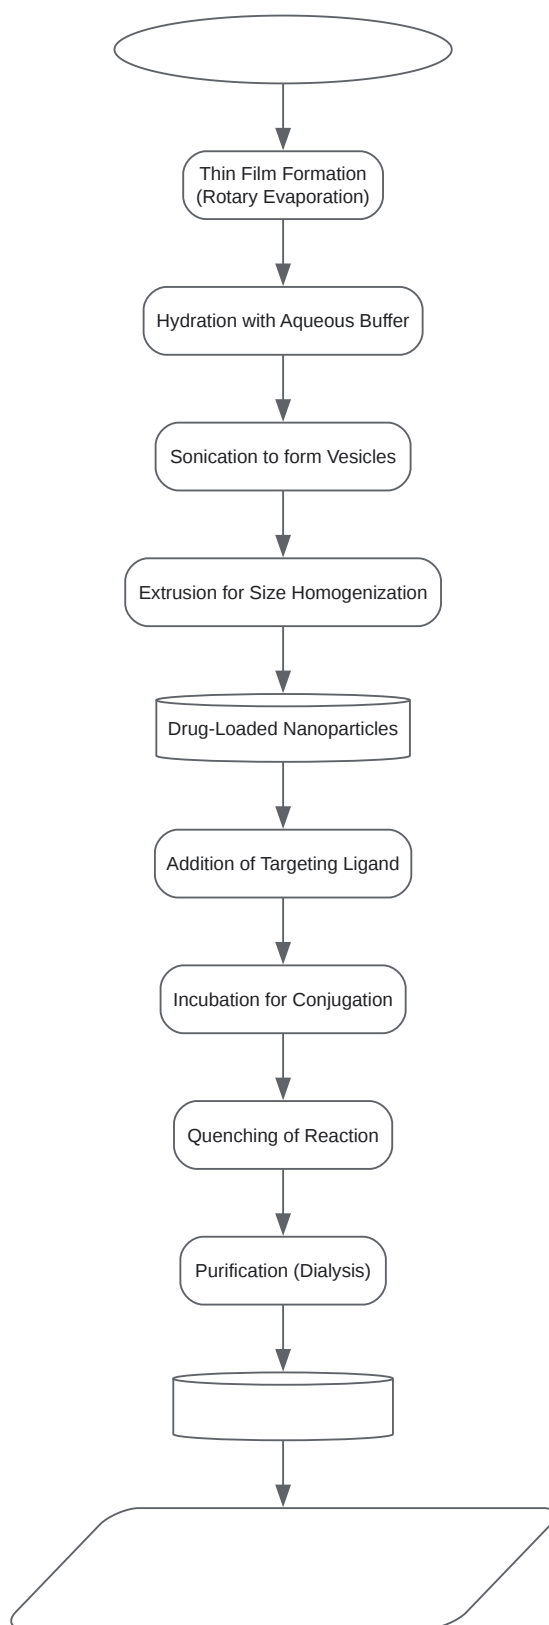 Thin Film Formation
(Rotary Evaporation)
Hydration with Aqueous Buffer
Sonication to form Vesicles
Extrusion for Size Homogenization
Drug-Loaded Nanoparticles
Addition of Targeting Ligand
Incubation for Conjugation
Quenching of Reaction
Purification (Dialysis)